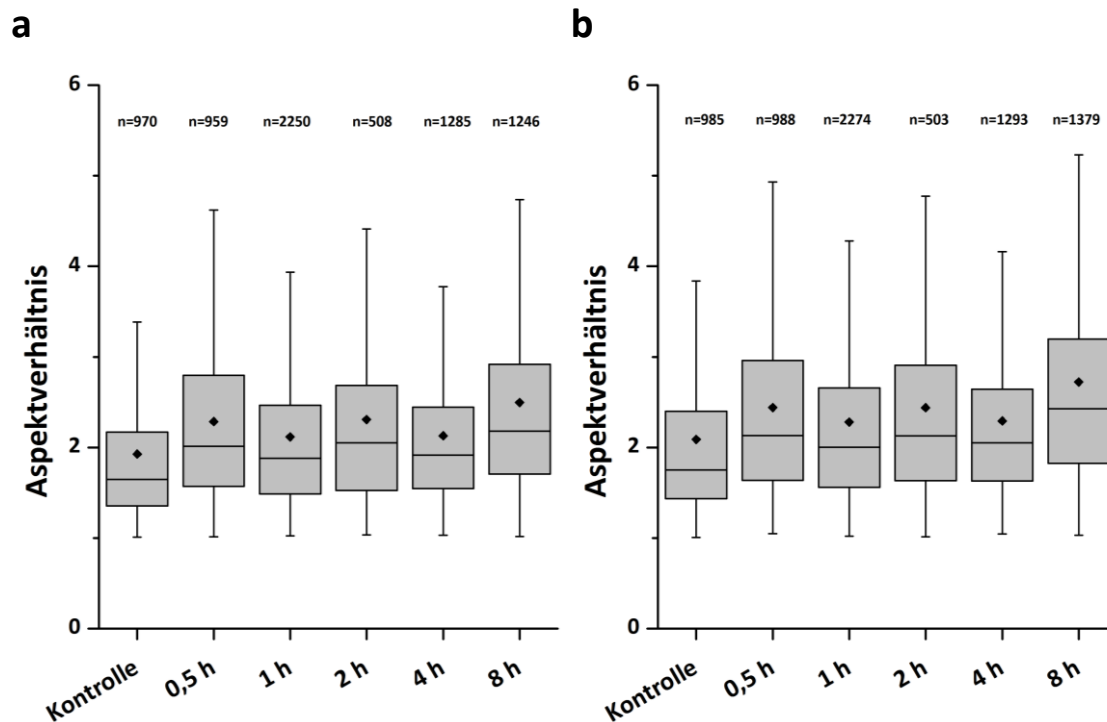 a
6
4
2
0
Aspektverhältnis
n=970 n=959 n=2250 n=508 n=1285 n=1246
Kontrolle 0,5 h 1 h 2 h 4 h 8 h
b
6
4
2
0
Aspektverhältnis
n=985 n=988 n=2274 n=503 n=1293 n=1379
Kontrolle 0,5 h 1 h 2 h 4 h 8 h